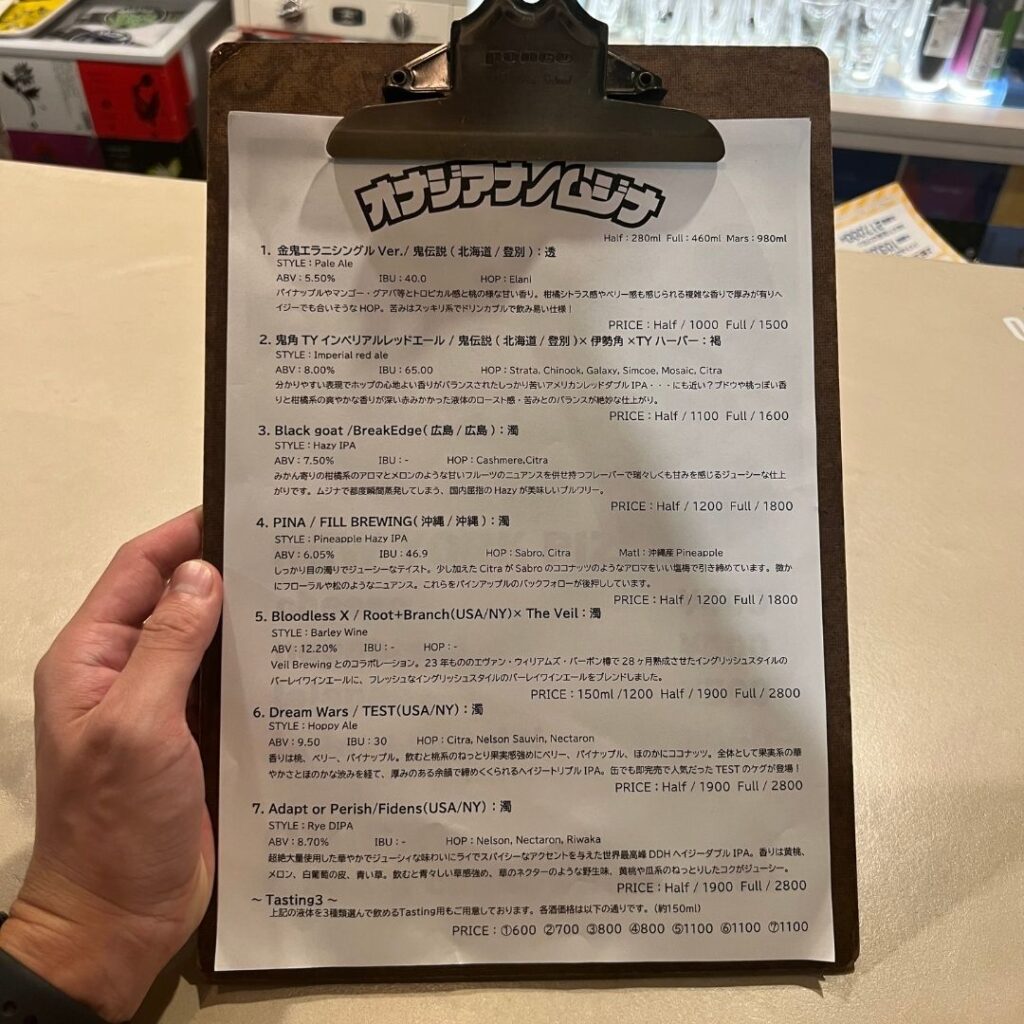 オナジアナノムジナ
Half：280ml Full：460ml Mars：980ml
1. 金鬼エラニシングル Ver./ 鬼伝説 ( 北海道 / 登別 )：透
STYLE：Pale Ale
ABV：5.50% IBU：40.0 HOP：Elani
パイナップルやマンゴー・グアバ等とトロピカル感と桃の様な甘い香り。柑橘シトラス感やベリー感も感じられる複雑な香りで厚みが有りヘ
イジーでも合いそうな HOP。苦みはスッキリ系でドリンカブルで飲み易い仕様！
PRICE：Half / 1000 Full / 1500
2. 鬼角 TY インペリアルレッドエール / 鬼伝説 ( 北海道 / 登別 )× 伊勢角 ×TY ハーバー：褐
STYLE：Imperial red ale
ABV：8.00% IBU：65.00 HOP：Strata, Chinook, Galaxy, Simcoe, Mosaic, Citra
分かりやすい表現でホップの心地よい香りがバランスされたしっかり苦いアメリカンレッドダブル IPA・・・にも近い？ブドウや桃っぽい香
りと柑橘系の爽やかな香りが深い赤みかかった液体のロースト感・苦みとのバランスが絶妙な仕上がり。
PRICE：Half / 1100 Full / 1600
3. Black goat /BreakEdge( 広島 / 広島 )：濁
STYLE：Hazy IPA
ABV：7.50% IBU：- HOP：Cashmere,Citra
みかん寄りの柑橘系のアロマとメロンのような甘いフルーツのニュアンスを併せ持つフレーバーで瑞々しくも甘みを感じるジューシーな仕上
がりです。ムジナで都度瞬間蒸発してしまう、国内屈指の Hazy が美味しいブルワリー。
PRICE：Half / 1200 Full / 1800
4. PINA / FILL BREWING( 沖縄 / 沖縄 )：濁
STYLE：Pineapple Hazy IPA
ABV：6.05% IBU：46.9 HOP：Sabro, Citra Matl：沖縄産 Pineapple
しっかり目の濁りでジューシーなテイスト。少し加えた Citra が Sabro のココナッツのようなアロマをいい塩梅で引き締めています。微か
にフローラルや松のようなニュアンス。これらをパインアップルのバックフォローが後押ししています。
PRICE：Half / 1200 Full / 1800
5. Bloodless X / Root+Branch(USA/NY)× The Veil：濁
STYLE：Barley Wine
ABV：12.20% IBU：- HOP：-
Veil Brewing とのコラボレーション。23 年もののエヴァン・ウィリアムズ・バーボン樽で 28 ヶ月熟成させたイングリッシュスタイルの
バーレイワインエールに、フレッシュなイングリッシュスタイルのバーレイワインエールをブレンドしました。
PRICE：150ml /1200 Half / 1900 Full / 2800
6. Dream Wars / TEST(USA/NY)：濁
STYLE：Hoppy Ale
ABV：9.50 IBU：30 HOP：Citra, Nelson Sauvin, Nectaron
香りは桃、ベリー、パイナップル。飲むと桃系のねっとり果実感強めにベリー、パイナップル、ほのかにココナッツ。全体として果実系の華
やかさとほのかな渋みを経て、厚みのある余韻で締めくくられるヘイジートリプル IPA。缶でも即完売で人気だった TEST のケグが登場！
PRICE：Half / 1900 Full / 2800
7. Adapt or Perish/Fidens(USA/NY)：濁
STYLE：Rye DIPA
ABV：8.70% IBU：- HOP：Nelson, Nectaron, Riwaka
超絶大量使用した華やかでジューシィな味わいにライでスパイシーなアクセントを与えた世界最高峰 DDH ヘイジーダブル IPA。香りは黄桃、
メロン、白葡萄の皮、青い草。飲むと青々しい草感強め、草のネクターのような野生味、黄桃や瓜系のねっとりしたコクがジューシー。
PRICE：Half / 1900 Full / 2800
～ Tasting3 ～
上記の液体を3種類選んで飲めるTasting用もご用意しております。各酒価格は以下の通りです。（約150ml）
PRICE：①600 ②700 ③800 ④800 ⑤1100 ⑥1100 ⑦1100